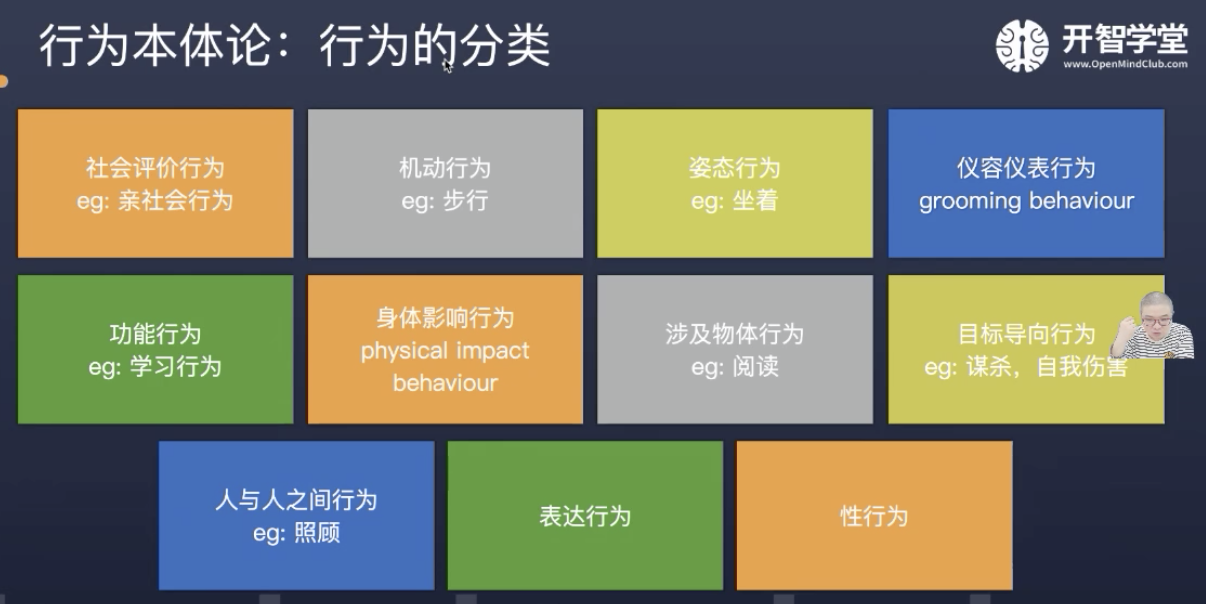 行为本体论：行为的分类
开智学堂
www.OpenMindClub.com
社会评价行为
eg: 亲社会行为
机动行为
eg: 步行
姿态行为
eg: 坐着
仪容仪表行为
grooming behaviour
功能行为
eg: 学习行为
身体影响行为
physical impact
behaviour
涉及物体行为
eg: 阅读
目标导向行为
eg: 谋杀，自我伤害
人与人之间行为
eg: 照顾
表达行为
性行为